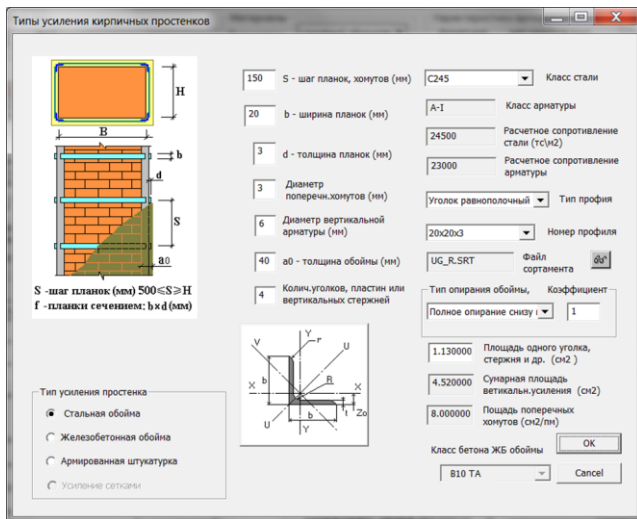 Типы усиления кирпичных простенков
H
B
b
d
S
a0
S -шаг планок (мм) 500≤S≥H
f -планки сечением: b×d(мм)
Тип усиления простенка
Стальная обойма
Железобетонная обойма
Армированная штукатурка
Усиление сетками
150 S - шаг планок, хомутов (мм)
20 b - ширина планок (мм)
3 d - толщина планок (мм)
3 Диаметр
поперечн.хомутов (мм)
6 Диаметр вертикальной
арматуры (мм)
40 a0 - толщина обоймы (мм)
4 Колич.уголков, пластин или
вертикальных стержней
V Y r U
b R
X X
t Zo
U b Y
C245 Класс стали
A-I Класс арматуры
24500 Расчетное сопротивление
стали (тс\м2)
23000 Расчетное сопротивление
арматуры
Уголок равнополочный Тип профия
20x20x3 Номер профиля
UG_R.SRT Файл
сортамента
Тип опирания обоймы, Коэффициент
Полное опирание снизу 1
1.130000 Площадь одного уголка,
стержня и др. (см2 )
4.520000 Сумарная площадь
ветикальн.усиления (см2)
8.000000 Пощадь поперечных
хомутов (см2/пм)
Класс бетона ЖБ обоймы OK
B10 TA Cancel